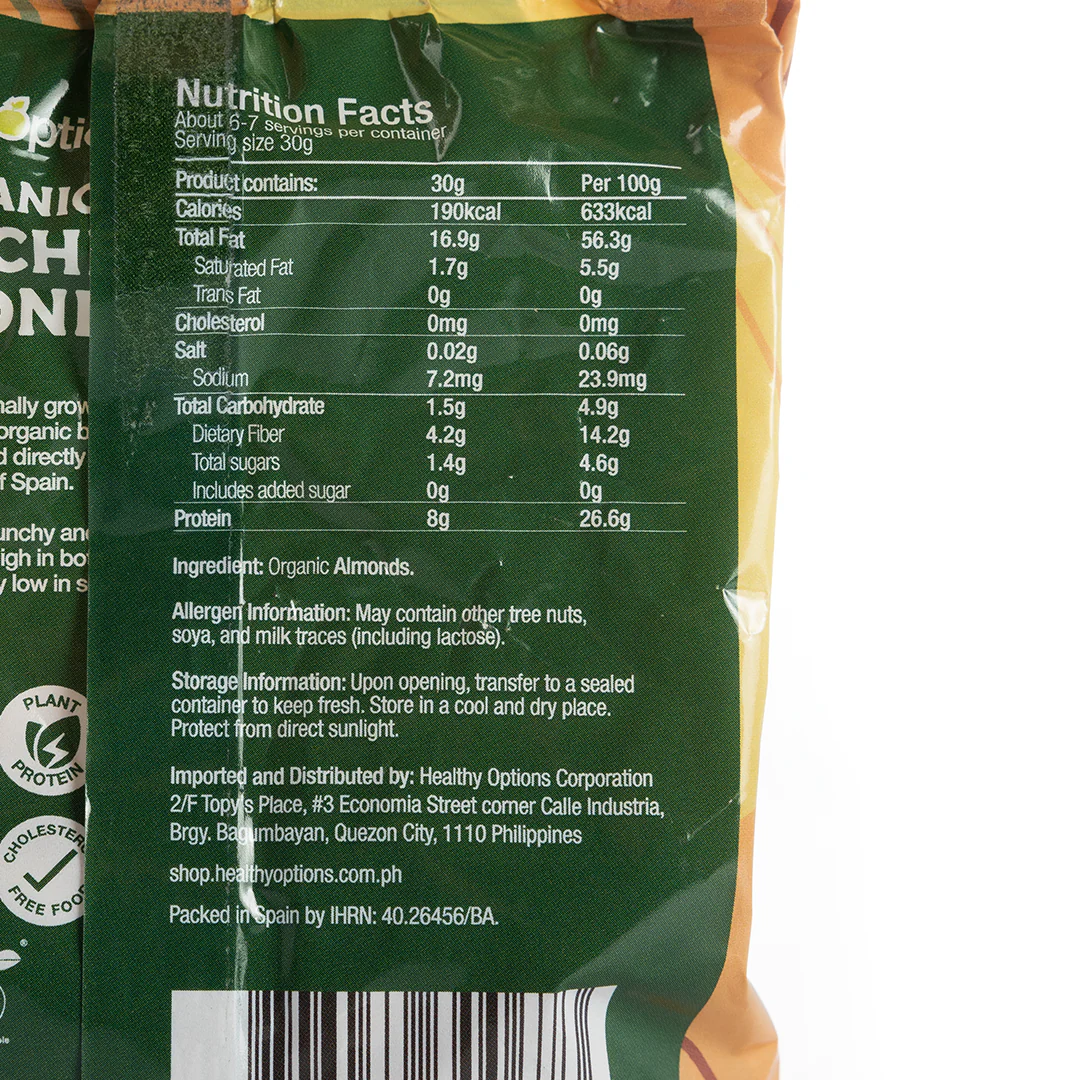 Nutrition Facts
About 6-7 servings per container
Serving size 30g
Product contains: 30g Per 100g
Calories 190kcal 633kcal
Total Fat 16.9g 56.3g
Saturated Fat 1.7g 5.5g
Trans Fat 0g 0g
Cholesterol 0mg 0mg
Salt 0.02g 0.06g
Sodium 7.2mg 23.9mg
Total Carbohydrate 1.5g 4.9g
Dietary Fiber 4.2g 14.2g
Total sugars 1.4g 4.6g
Includes added sugar 0g 0g
Protein 8g 26.6g
Ingredient: Organic Almonds.
Allergen Information: May contain other tree nuts,
soya, and milk traces (including lactose).
Storage Information: Upon opening, transfer to a sealed
container to keep fresh. Store in a cool and dry place.
Protect from direct sunlight.
Imported and Distributed by: Healthy Options Corporation
2/F Topy's Place, #3 Economia Street corner Calle Industria,
Brgy. Bagumbayan, Quezon City, 1110 Philippines
shop.healthyoptions.com.ph
Packed in Spain by IHRN: 40.26456/BA.
organic
directly
Spain.
low in
PLANT
PROTEIN
FREE